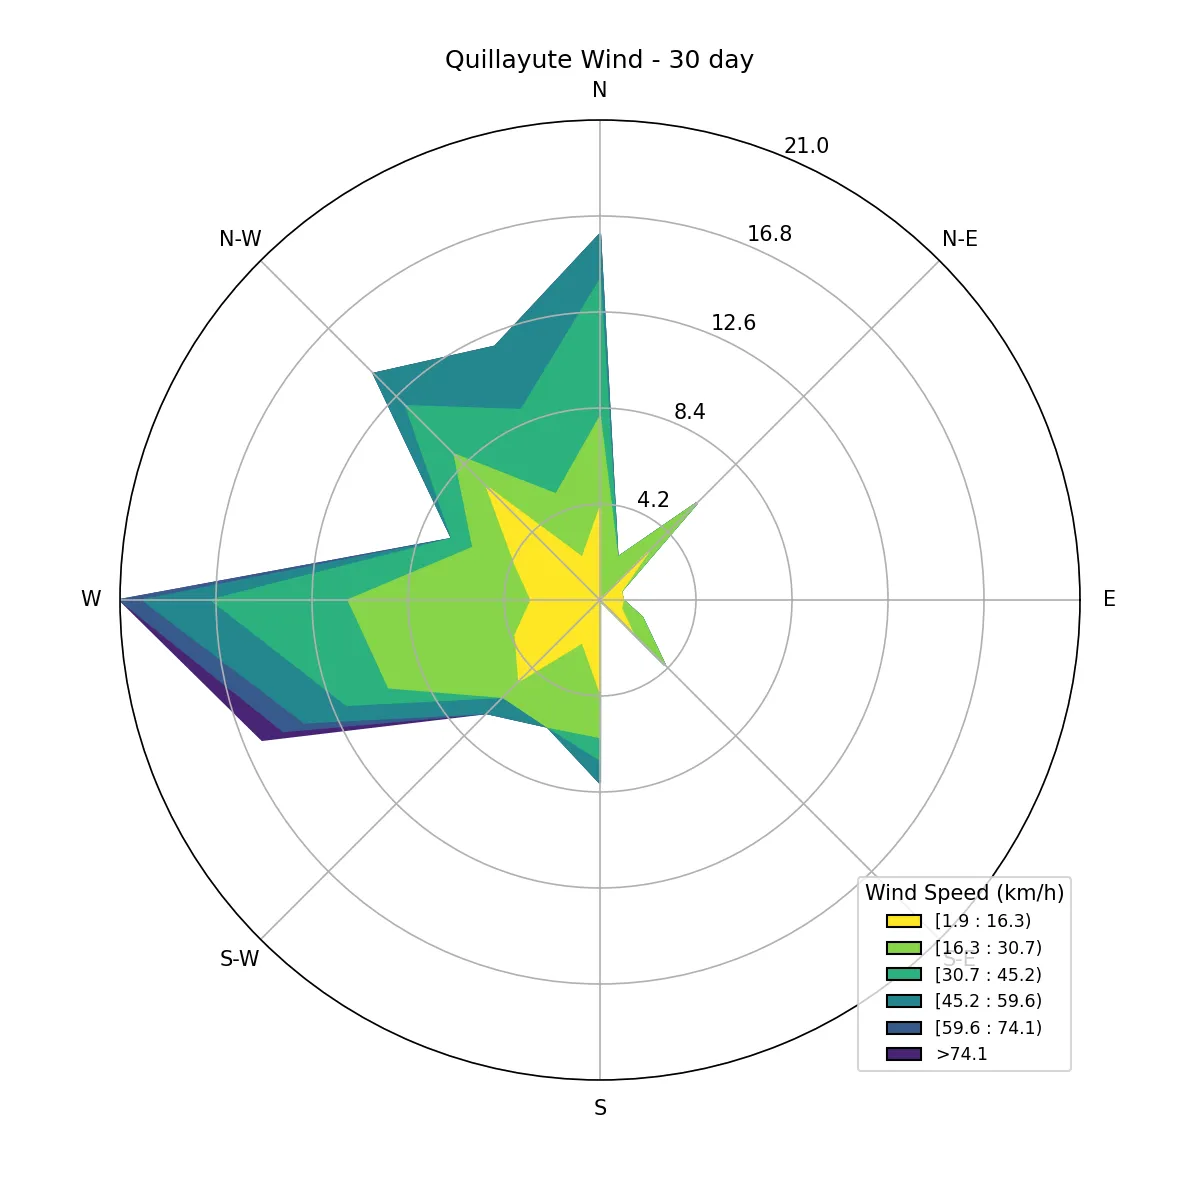 Quillayute Wind - 30 day
N
21.0
16.8
N-W
N-E
12.6
8.4
4.2
W
E
Wind Speed (km/h)
[1.9 : 16.3)
[16.3 : 30.7)
S-W
S-E
[30.7 : 45.2)
[45.2 : 59.6)
[59.6 : 74.1)
>74.1
S